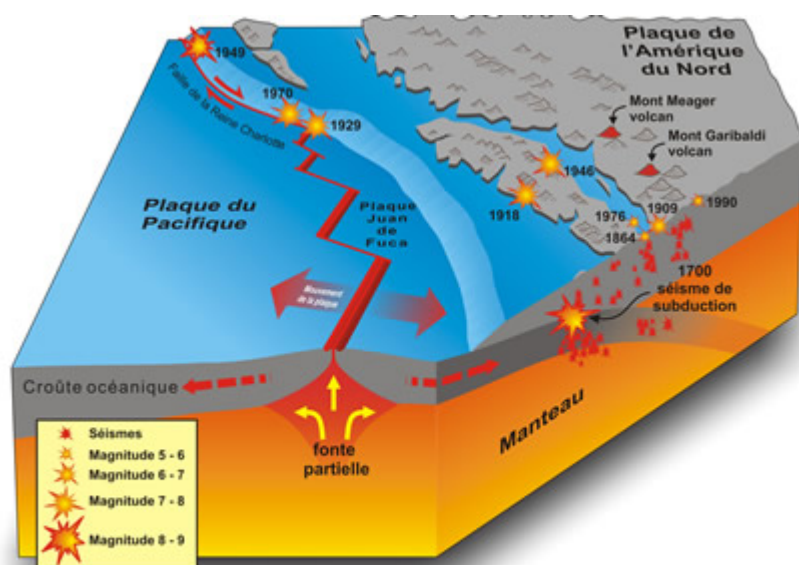 Plaque de
l'Amérique
du Nord
1949
Faille de la Reine Charlotte
1970
1929
Mont Meager
volcan
Mont Garibaldi
volcan
1946
1918
1976
1864
1909
1990
Plaque du
Pacifique
Plaque
Juan
de
Fuca
Mouvement
de la plaque
1700
séisme de
subduction
Croûte océanique
fonte
partielle
Manteau
Séismes
Magnitude 5 - 6
Magnitude 6 - 7
Magnitude 7 - 8
Magnitude 8 - 9